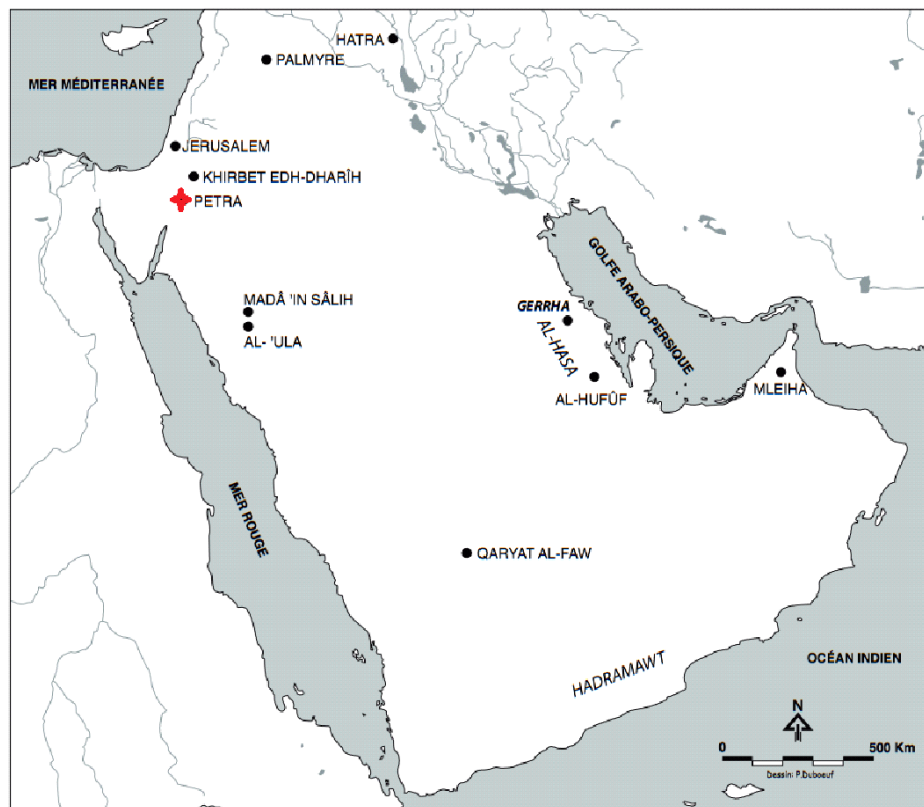 HATRA
PALMYRE
MER MÉDITERRANÉE
JERUSALEM
KHIRBET EDH-DHARÎH
PETRA
GOLFE ARABO-PERSIQUE
MADÂ 'IN SÂLIH
GERRHA
AL- 'ULA
AL-HASA
MLEIHA
AL-HUFÛF
MER ROUGE
QARYAT AL-FAW
OCÉAN INDIEN
HADRAMAWT
N
0 500 Km
Dessin: P.Duboeuf